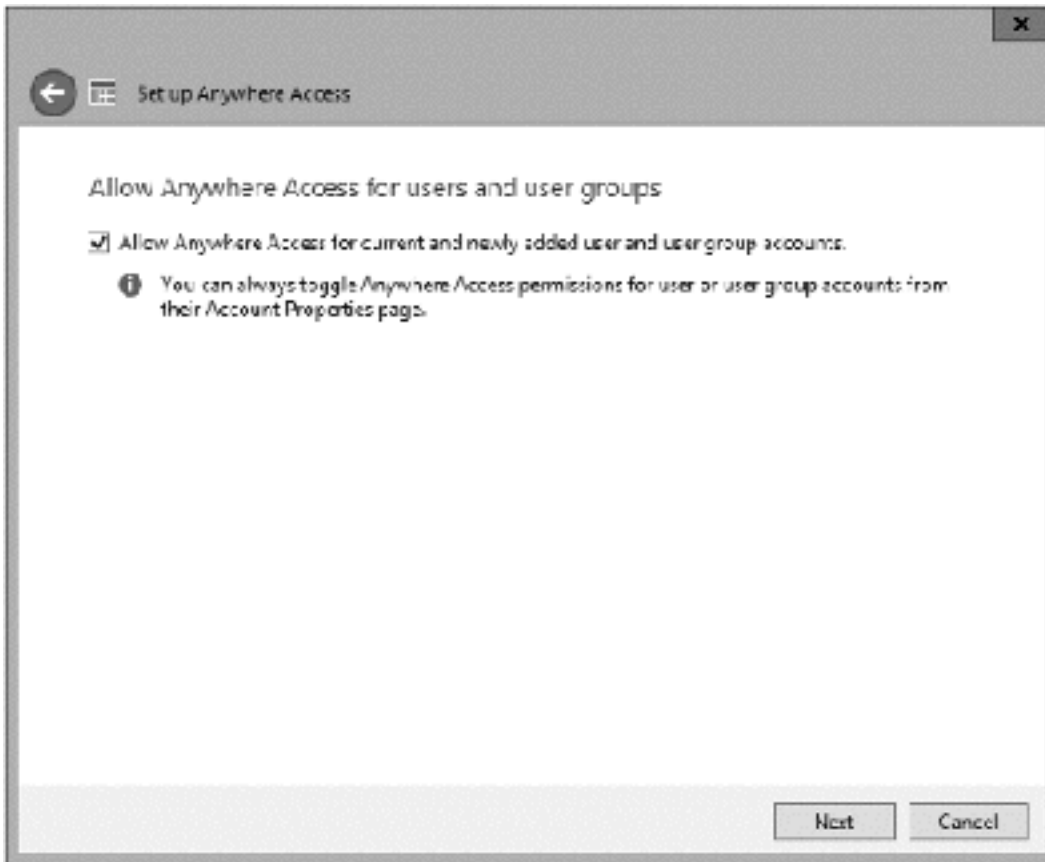 Set up Anywhere Access
Allow Anywhere Access for users and user groups
Allow Anywhere Access for current and newly added user and user group accounts.
You can always toggle Anywhere Access permissions for user or user group accounts from
their Account Properties page.
Next Cancel